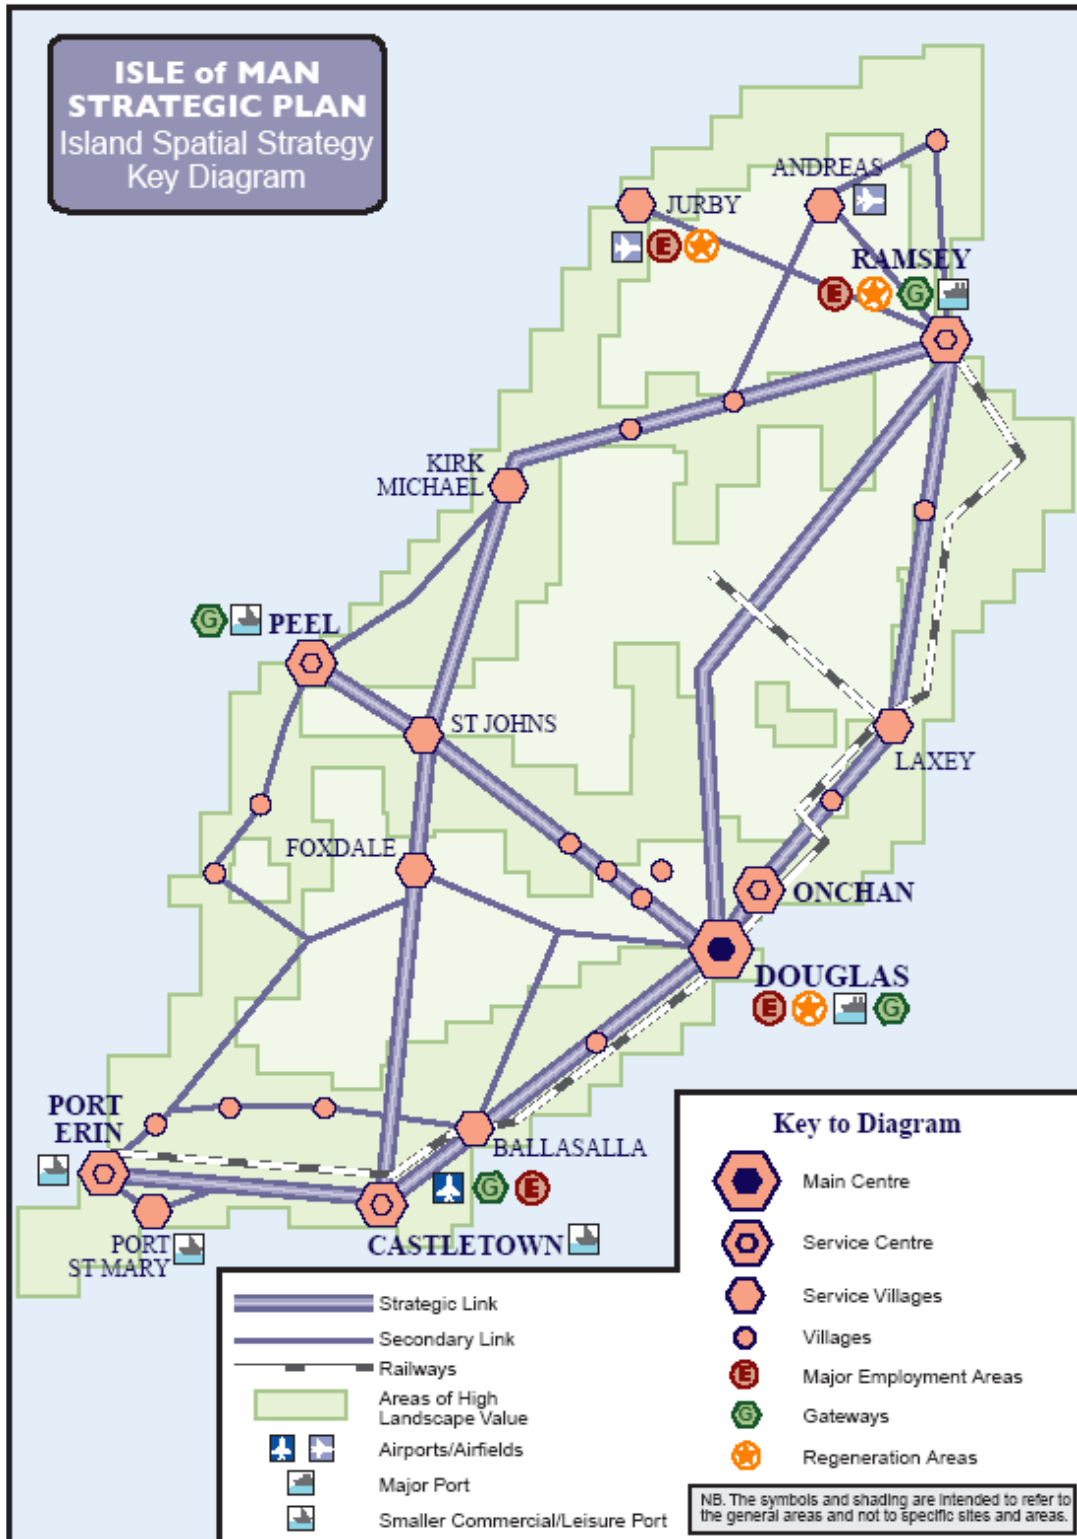 ISLE of MAN
STRATEGIC PLAN
Island Spatial Strategy
Key Diagram
ANDREAS
JURBY
E
RAMSEY
E
G
KIRK
MICHAEL
G
PEEL
ST JOHNS
LAXEY
FOXDALE
ONCHAN
DOUGLAS
E
G
PORT
ERIN
BALLASALLA
G
E
PORT
ST MARY
CASTLETOWN
Key to Diagram
Main Centre
Service Centre
Service Villages
Villages
E
Major Employment Areas
G
Gateways
Regeneration Areas
NB. The symbols and shading are intended to refer to
the general areas and not to specific sites and areas.
Strategic Link
Secondary Link
Railways
Areas of High
Landscape Value
Airports/Airfields
Major Port
Smaller Commercial/Leisure Port